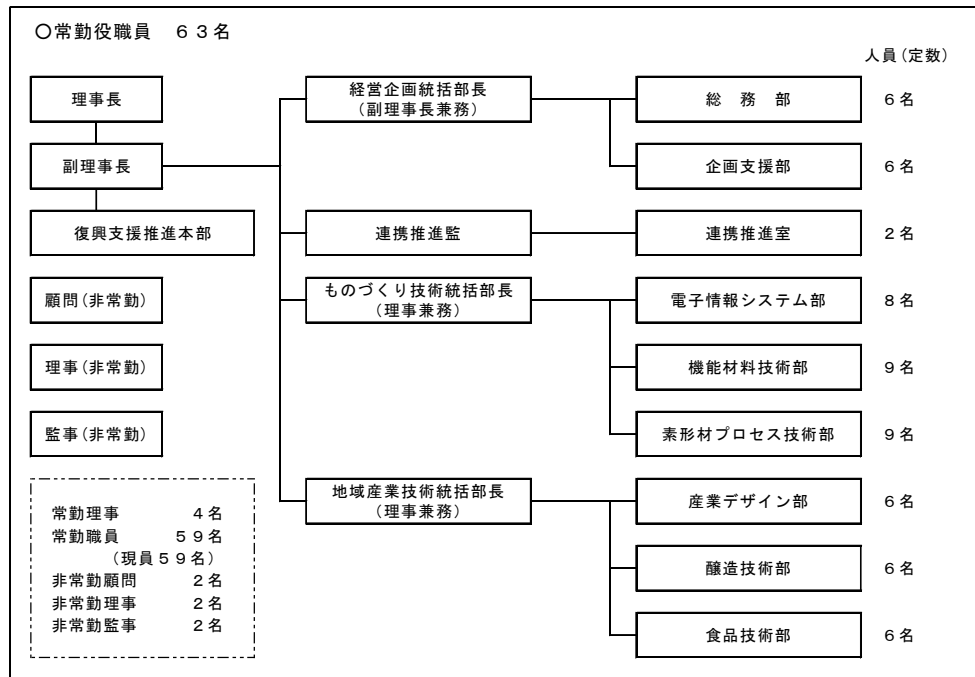 ○常勤役職員　６３名
人員(定数)
理事長
経営企画統括部長
(副理事長兼務)
総　務　部
６名
副理事長
企画支援部
６名
復興支援推進本部
連携推進監
連携推進室
２名
顧問(非常勤)
ものづくり技術統括部長
(理事兼務)
電子情報システム部
８名
理事(非常勤)
機能材料技術部
９名
監事(非常勤)
素形材プロセス技術部
９名
地域産業技術統括部長
(理事兼務)
産業デザイン部
６名
醸造技術部
６名
食品技術部
６名
常勤理事　４名
常勤職員　５９名
(現員５９名)
非常勤顧問　２名
非常勤理事　２名
非常勤監事　２名